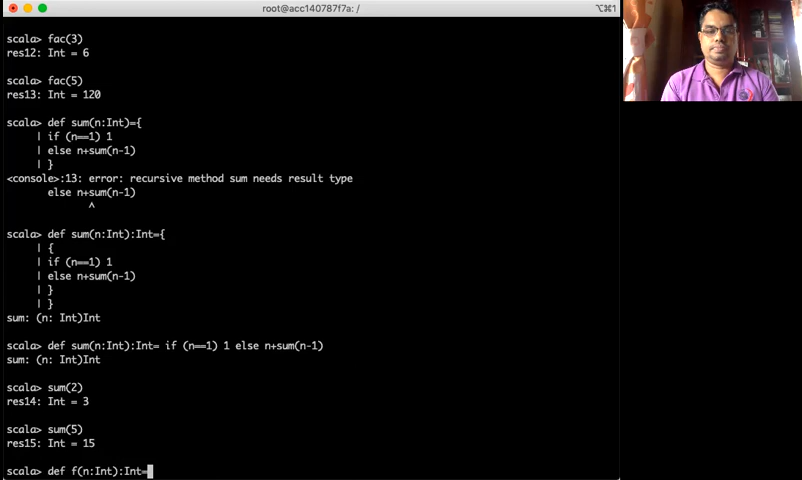 root@acc140787f7a: /
⌥⌘1
scala> fac(3)
res12: Int = 6
scala> fac(5)
res13: Int = 120
scala> def sum(n:Int)={
| if (n==1) 1
| else n+sum(n-1)
| }
<console>:13: error: recursive method sum needs result type
else n+sum(n-1)
^
scala> def sum(n:Int):Int={
| {
| if (n==1) 1
| else n+sum(n-1)
| }
| }
sum: (n: Int)Int
scala> def sum(n:Int):Int= if (n==1) 1 else n+sum(n-1)
sum: (n: Int)Int
scala> sum(2)
res14: Int = 3
scala> sum(5)
res15: Int = 15
scala> def f(n:Int):Int=